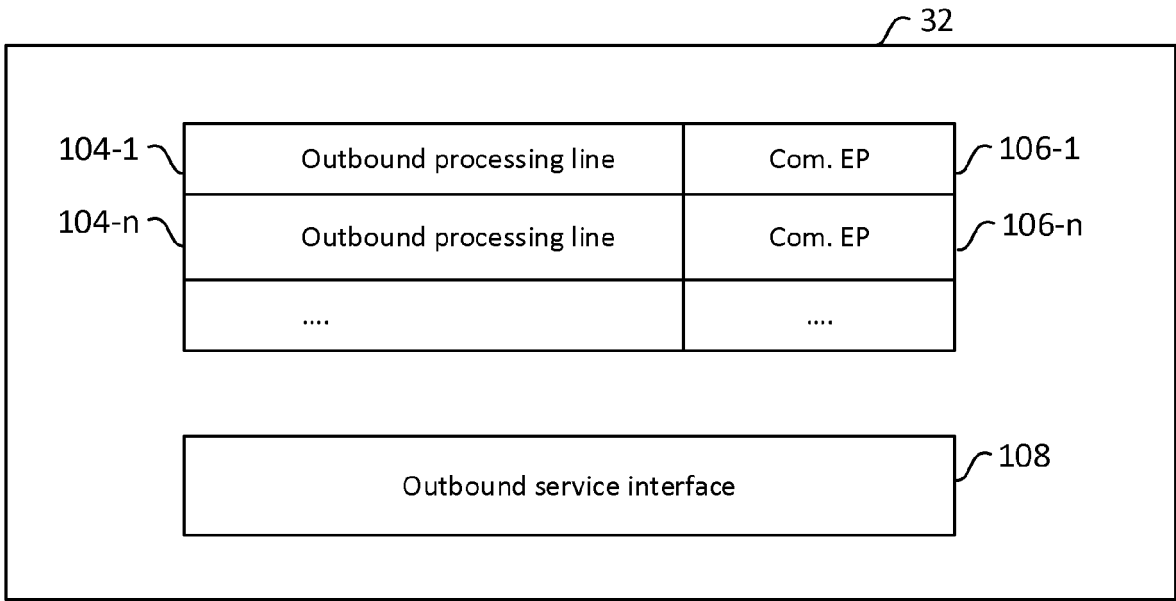 32
104-1 Outbound processing line Com. EP 106-1
104-n Outbound processing line Com. EP 106-n
.... ....
Outbound service interface 108